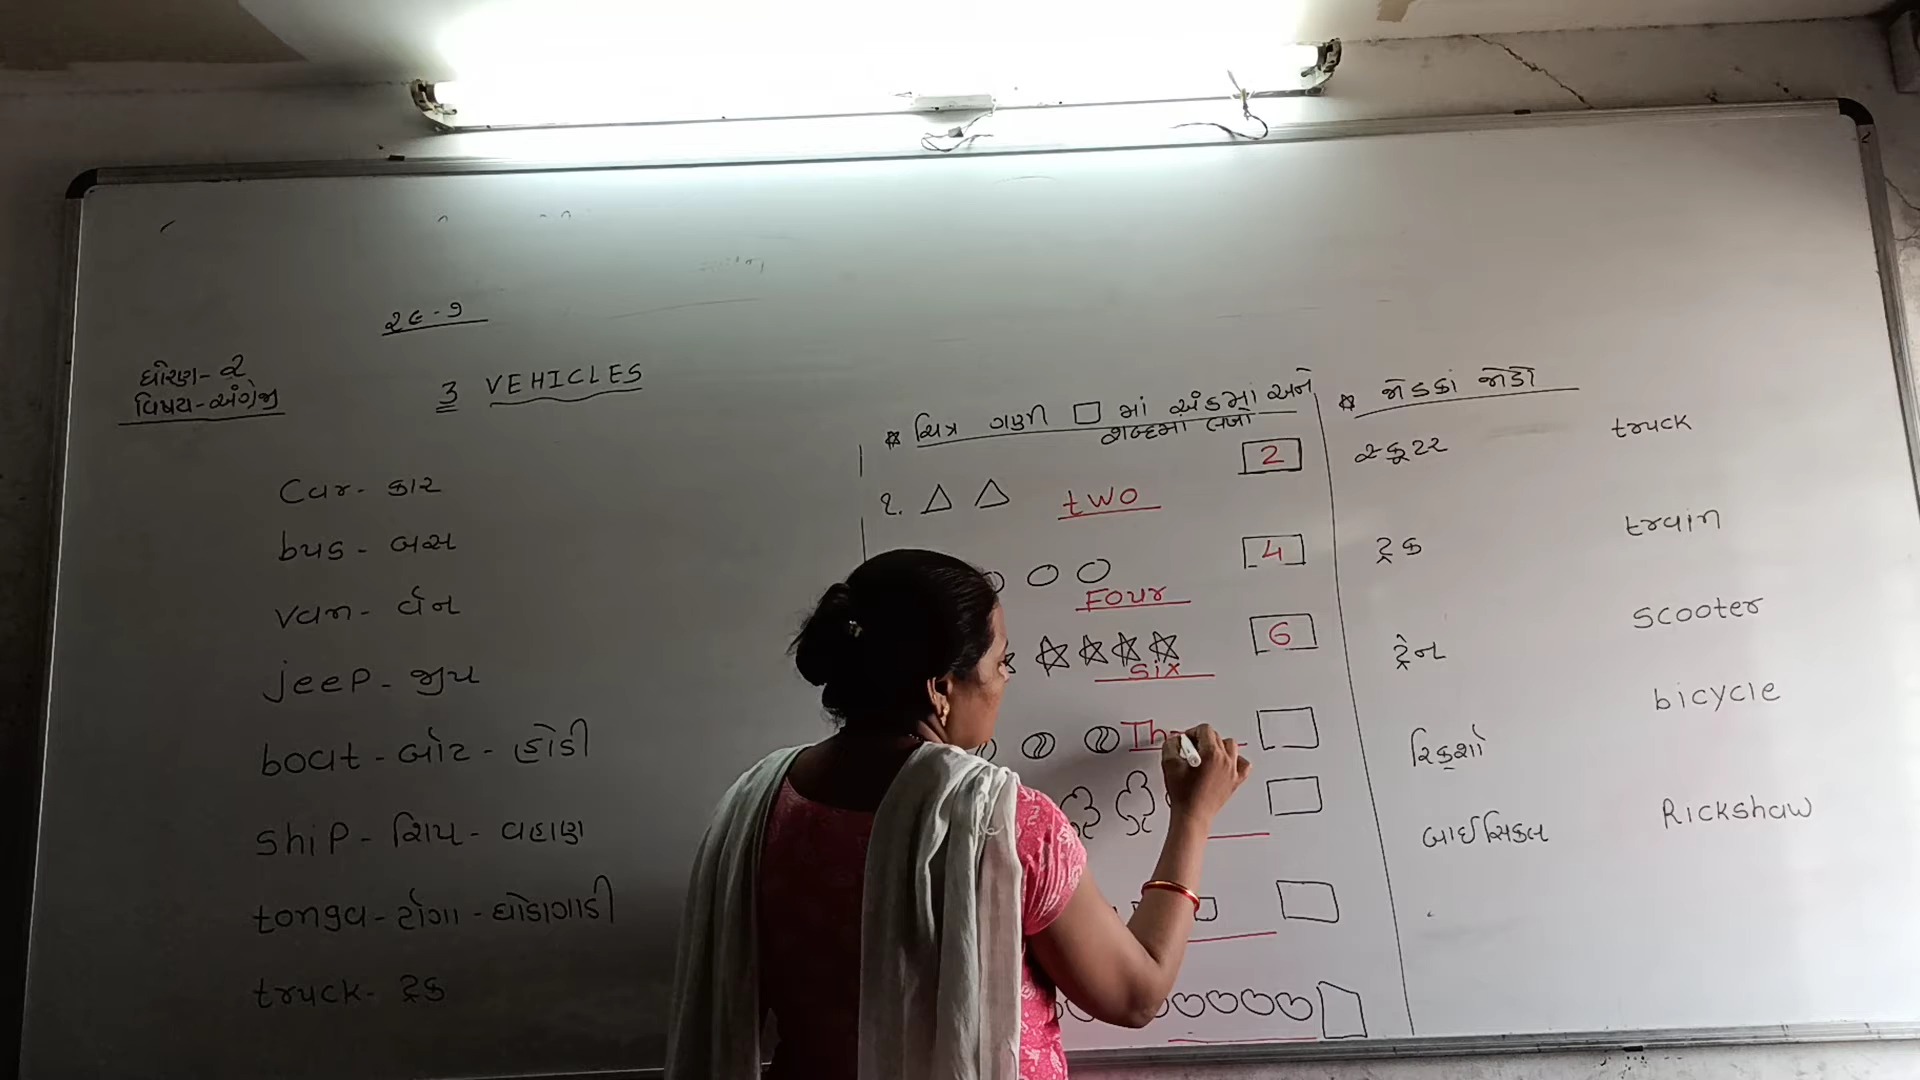 ૨૯-૭
ધોરણ-૨
વિષય-અંગ્રેજી
3 VEHICLES
Car - કાર
bus - બસ
van - વૅન
jeep - જીપ
boat - બોટ - હોડી
ship - શિપ - વહાણ
tonga - ટાંગા - ઘોડાગાડી
truck - ટ્રક
* ચિત્ર ગણી □ માં અંકમાં અને
શબ્દમાં લખો
2
૧. two
4
Four
6
six
Th
* જોડકાં જોડો
સ્કૂટર truck
ટ્રક train
ટ્રેન scooter
રિક્શો bicycle
બાઈસિકલ Rickshaw